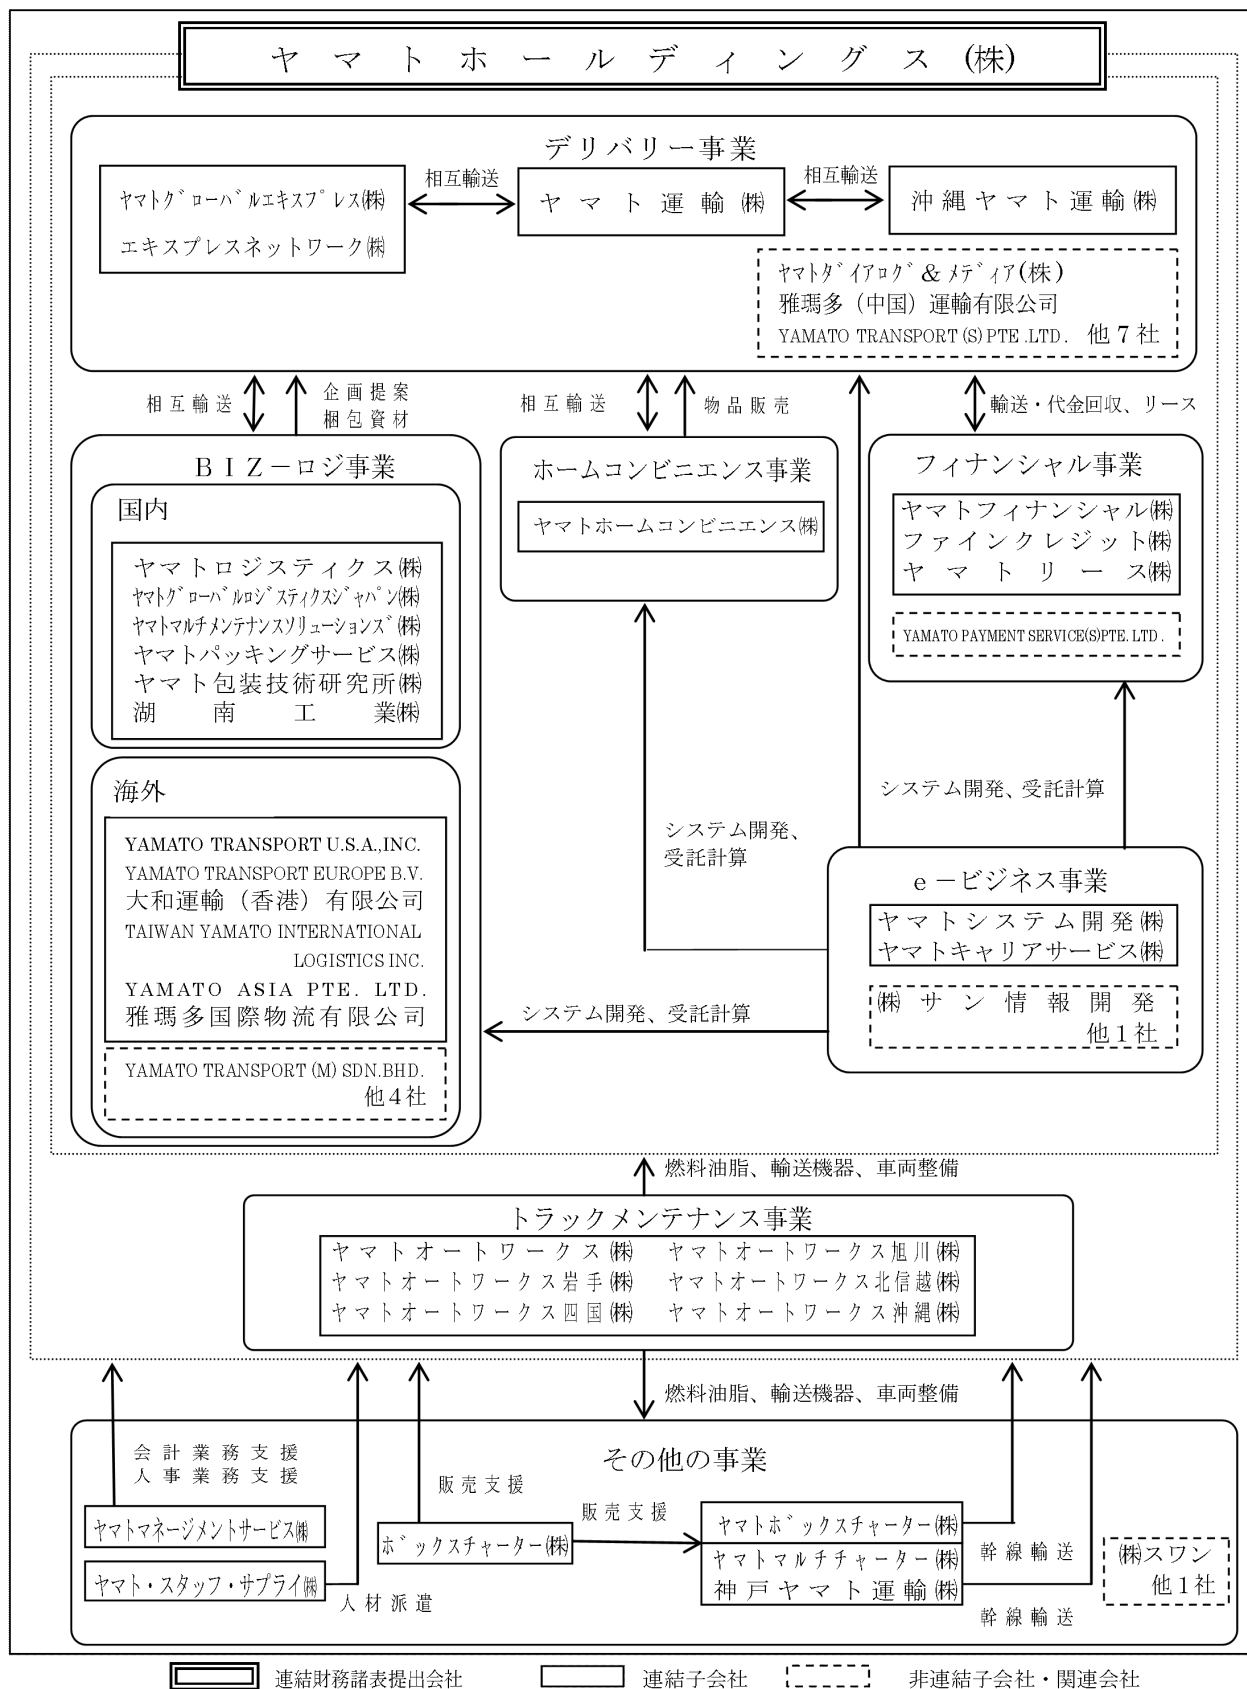 ヤマトホールディングス(株)
デリバリー事業
ヤマトグローバルエキスプレス㈱
エキスプレスネットワーク㈱
相互輸送
ヤマト運輸㈱
相互輸送
沖縄ヤマト運輸㈱
ヤマトダイアログ＆メディア(株)
雅瑪多（中国）運輸有限公司
YAMATO TRANSPORT (S) PTE.LTD. 他７社
相互輸送
企画提案
梱包資材
相互輸送
物品販売
輸送・代金回収、リース
ＢＩＺ－ロジ事業
国内
ヤマトロジスティクス㈱
ヤマトグローバルロジスティクスジャパン㈱
ヤマトマルチメンテナンスソリューションズ㈱
ヤマトパッキングサービス㈱
ヤマト包装技術研究所㈱
湖南工業㈱
海外
YAMATO TRANSPORT U.S.A.,INC.
YAMATO TRANSPORT EUROPE B.V.
大和運輸（香港）有限公司
TAIWAN YAMATO INTERNATIONAL
LOGISTICS INC.
YAMATO ASIA PTE. LTD.
雅瑪多国際物流有限公司
YAMATO TRANSPORT (M) SDN.BHD.
他４社
ホームコンビニエンス事業
ヤマトホームコンビニエンス㈱
フィナンシャル事業
ヤマトフィナンシャル㈱
ファインクレジット㈱
ヤマトリース㈱
YAMATO PAYMENT SERVICE(S)PTE. LTD.
システム開発、受託計算
システム開発、
受託計算
ｅ－ビジネス事業
ヤマトシステム開発㈱
ヤマトキャリアサービス㈱
㈱サン情報開発
他１社
システム開発、受託計算
燃料油脂、輸送機器、車両整備
トラックメンテナンス事業
ヤマトオートワークス㈱ ヤマトオートワークス旭川㈱
ヤマトオートワークス岩手㈱ ヤマトオートワークス北信越㈱
ヤマトオートワークス四国㈱ ヤマトオートワークス沖縄㈱
燃料油脂、輸送機器、車両整備
その他の事業
会計業務支援
人事業務支援
ヤマトマネージメントサービス㈱
ヤマト・スタッフ・サプライ㈱
人材派遣
販売支援
ボックスチャーター㈱
販売支援
ヤマトボックスチャーター㈱
ヤマトマルチチャーター㈱
神戸ヤマト運輸㈱
幹線輸送
幹線輸送
㈱スワン
他１社
連結財務諸表提出会社 連結子会社 非連結子会社・関連会社